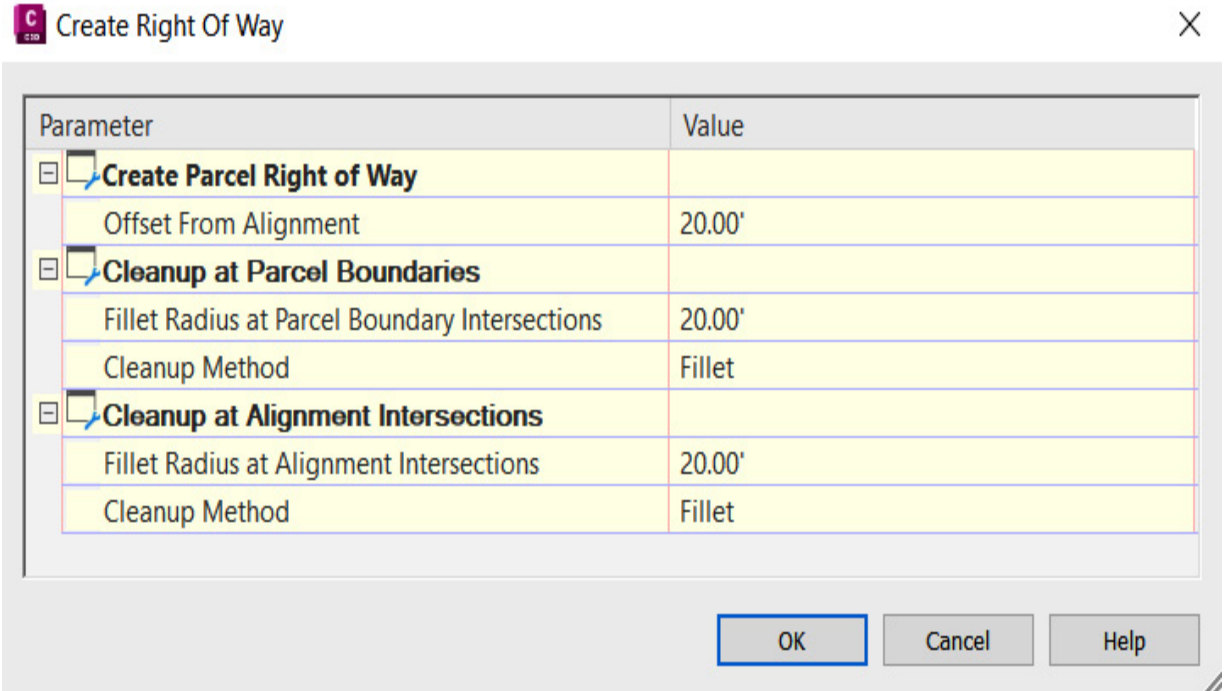 C
C3D
Create Right Of Way
Parameter Value
Create Parcel Right of Way
Offset From Alignment 20.00'
Cleanup at Parcel Boundaries
Fillet Radius at Parcel Boundary Intersections 20.00'
Cleanup Method Fillet
Cleanup at Alignment Intersections
Fillet Radius at Alignment Intersections 20.00'
Cleanup Method Fillet
OK Cancel Help